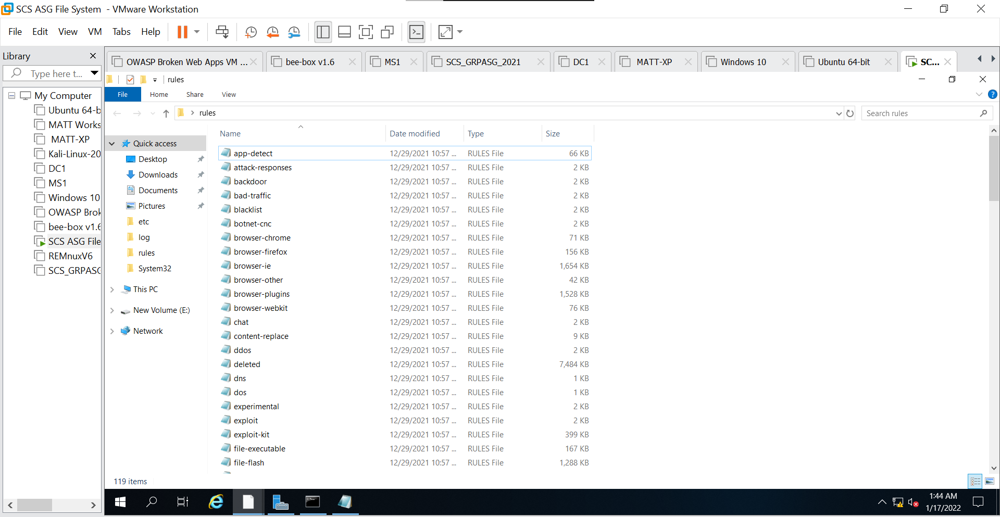 SCS ASG File System - VMware Workstation
File Edit View VM Tabs Help
Library
Type here t...
My Computer
Ubuntu 64-b
MATT Works
MATT-XP
Kali-Linux-20
DC1
MS1
Windows 10
OWASP Brok
bee-box v1.6
SCS ASG File
REMnuxV6
SCS_GRPASG
OWASP Broken Web Apps VM ... bee-box v1.6 MS1 SCS_GRPASG_2021 DC1 MATT-XP Windows 10 Ubuntu 64-bit SC...
rules
File Home Share View
rules
Search rules
Quick access
Desktop
Downloads
Documents
Pictures
etc
log
rules
System32
This PC
New Volume (E:)
Network
Name Date modified Type Size
app-detect 12/29/2021 10:57 ... RULES File 66 KB
attack-responses 12/29/2021 10:57 ... RULES File 2 KB
backdoor 12/29/2021 10:57 ... RULES File 2 KB
bad-traffic 12/29/2021 10:57 ... RULES File 2 KB
blacklist 12/29/2021 10:57 ... RULES File 2 KB
botnet-cnc 12/29/2021 10:57 ... RULES File 2 KB
browser-chrome 12/29/2021 10:57 ... RULES File 71 KB
browser-firefox 12/29/2021 10:57 ... RULES File 156 KB
browser-ie 12/29/2021 10:57 ... RULES File 1,654 KB
browser-other 12/29/2021 10:57 ... RULES File 42 KB
browser-plugins 12/29/2021 10:57 ... RULES File 1,528 KB
browser-webkit 12/29/2021 10:57 ... RULES File 76 KB
chat 12/29/2021 10:57 ... RULES File 2 KB
content-replace 12/29/2021 10:57 ... RULES File 9 KB
ddos 12/29/2021 10:57 ... RULES File 2 KB
deleted 12/29/2021 10:57 ... RULES File 7,484 KB
dns 12/29/2021 10:57 ... RULES File 1 KB
dos 12/29/2021 10:57 ... RULES File 1 KB
experimental 12/29/2021 10:57 ... RULES File 2 KB
exploit 12/29/2021 10:57 ... RULES File 2 KB
exploit-kit 12/29/2021 10:57 ... RULES File 399 KB
file-executable 12/29/2021 10:57 ... RULES File 167 KB
file-flash 12/29/2021 10:57 ... RULES File 1,288 KB
119 items
1:44 AM
1/17/2022